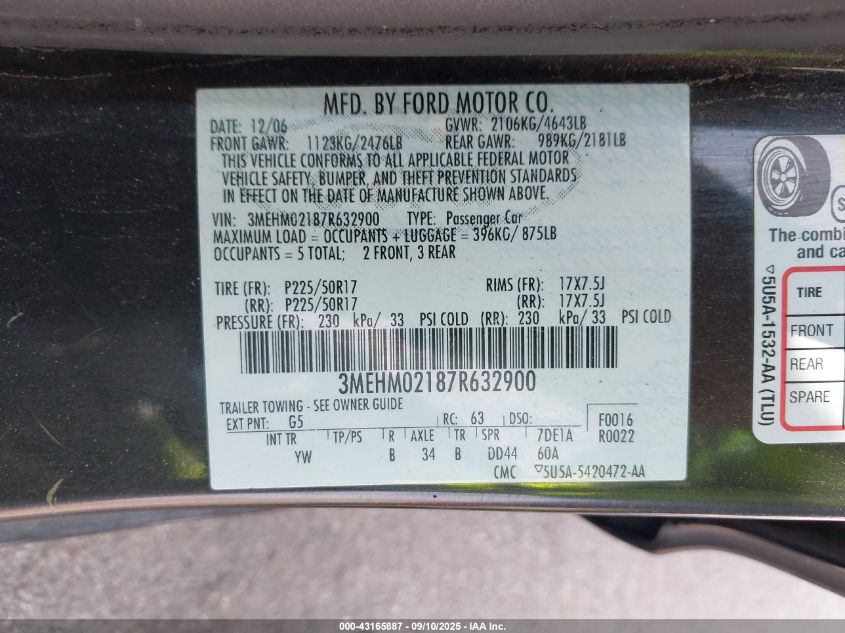 MFD. BY FORD MOTOR CO.
DATE: 12/06 GVWR: 2106KG/4643LB
FRONT GAWR: 1123KG/2476LB REAR GAWR: 989KG/2181LB
THIS VEHICLE CONFORMS TO ALL APPLICABLE FEDERAL MOTOR
VEHICLE SAFETY, BUMPER, AND THEFT PREVENTION STANDARDS
IN EFFECT ON THE DATE OF MANUFACTURE SHOWN ABOVE.
VIN: 3MEHM02187R632900 TYPE: Passenger Car
MAXIMUM LOAD = OCCUPANTS + LUGGAGE = 396KG/ 875LB
OCCUPANTS = 5 TOTAL; 2 FRONT, 3 REAR
TIRE (FR): P225/50R17 RIMS (FR): 17X7.5J
(RR): P225/50R17 (RR): 17X7.5J
PRESSURE (FR): 230 kPa/ 33 PSI COLD (RR): 230 kPa/ 33 PSI COLD
3MEHM02187R632900
TRAILER TOWING - SEE OWNER GUIDE
EXT PNT: G5 RC: 63 DSO: F0016
INT TR TP/PS R AXLE TR SPR 7DE1A R0022
YW B 34 B DD44 60A
CMC ▽5U5A-5420472-AA
The combi
and ca
▽5U5A-1532-AA (TLU)
TIRE
FRONT
REAR
SPARE
000-43165887 - 09/10/2025 - IAA Inc.